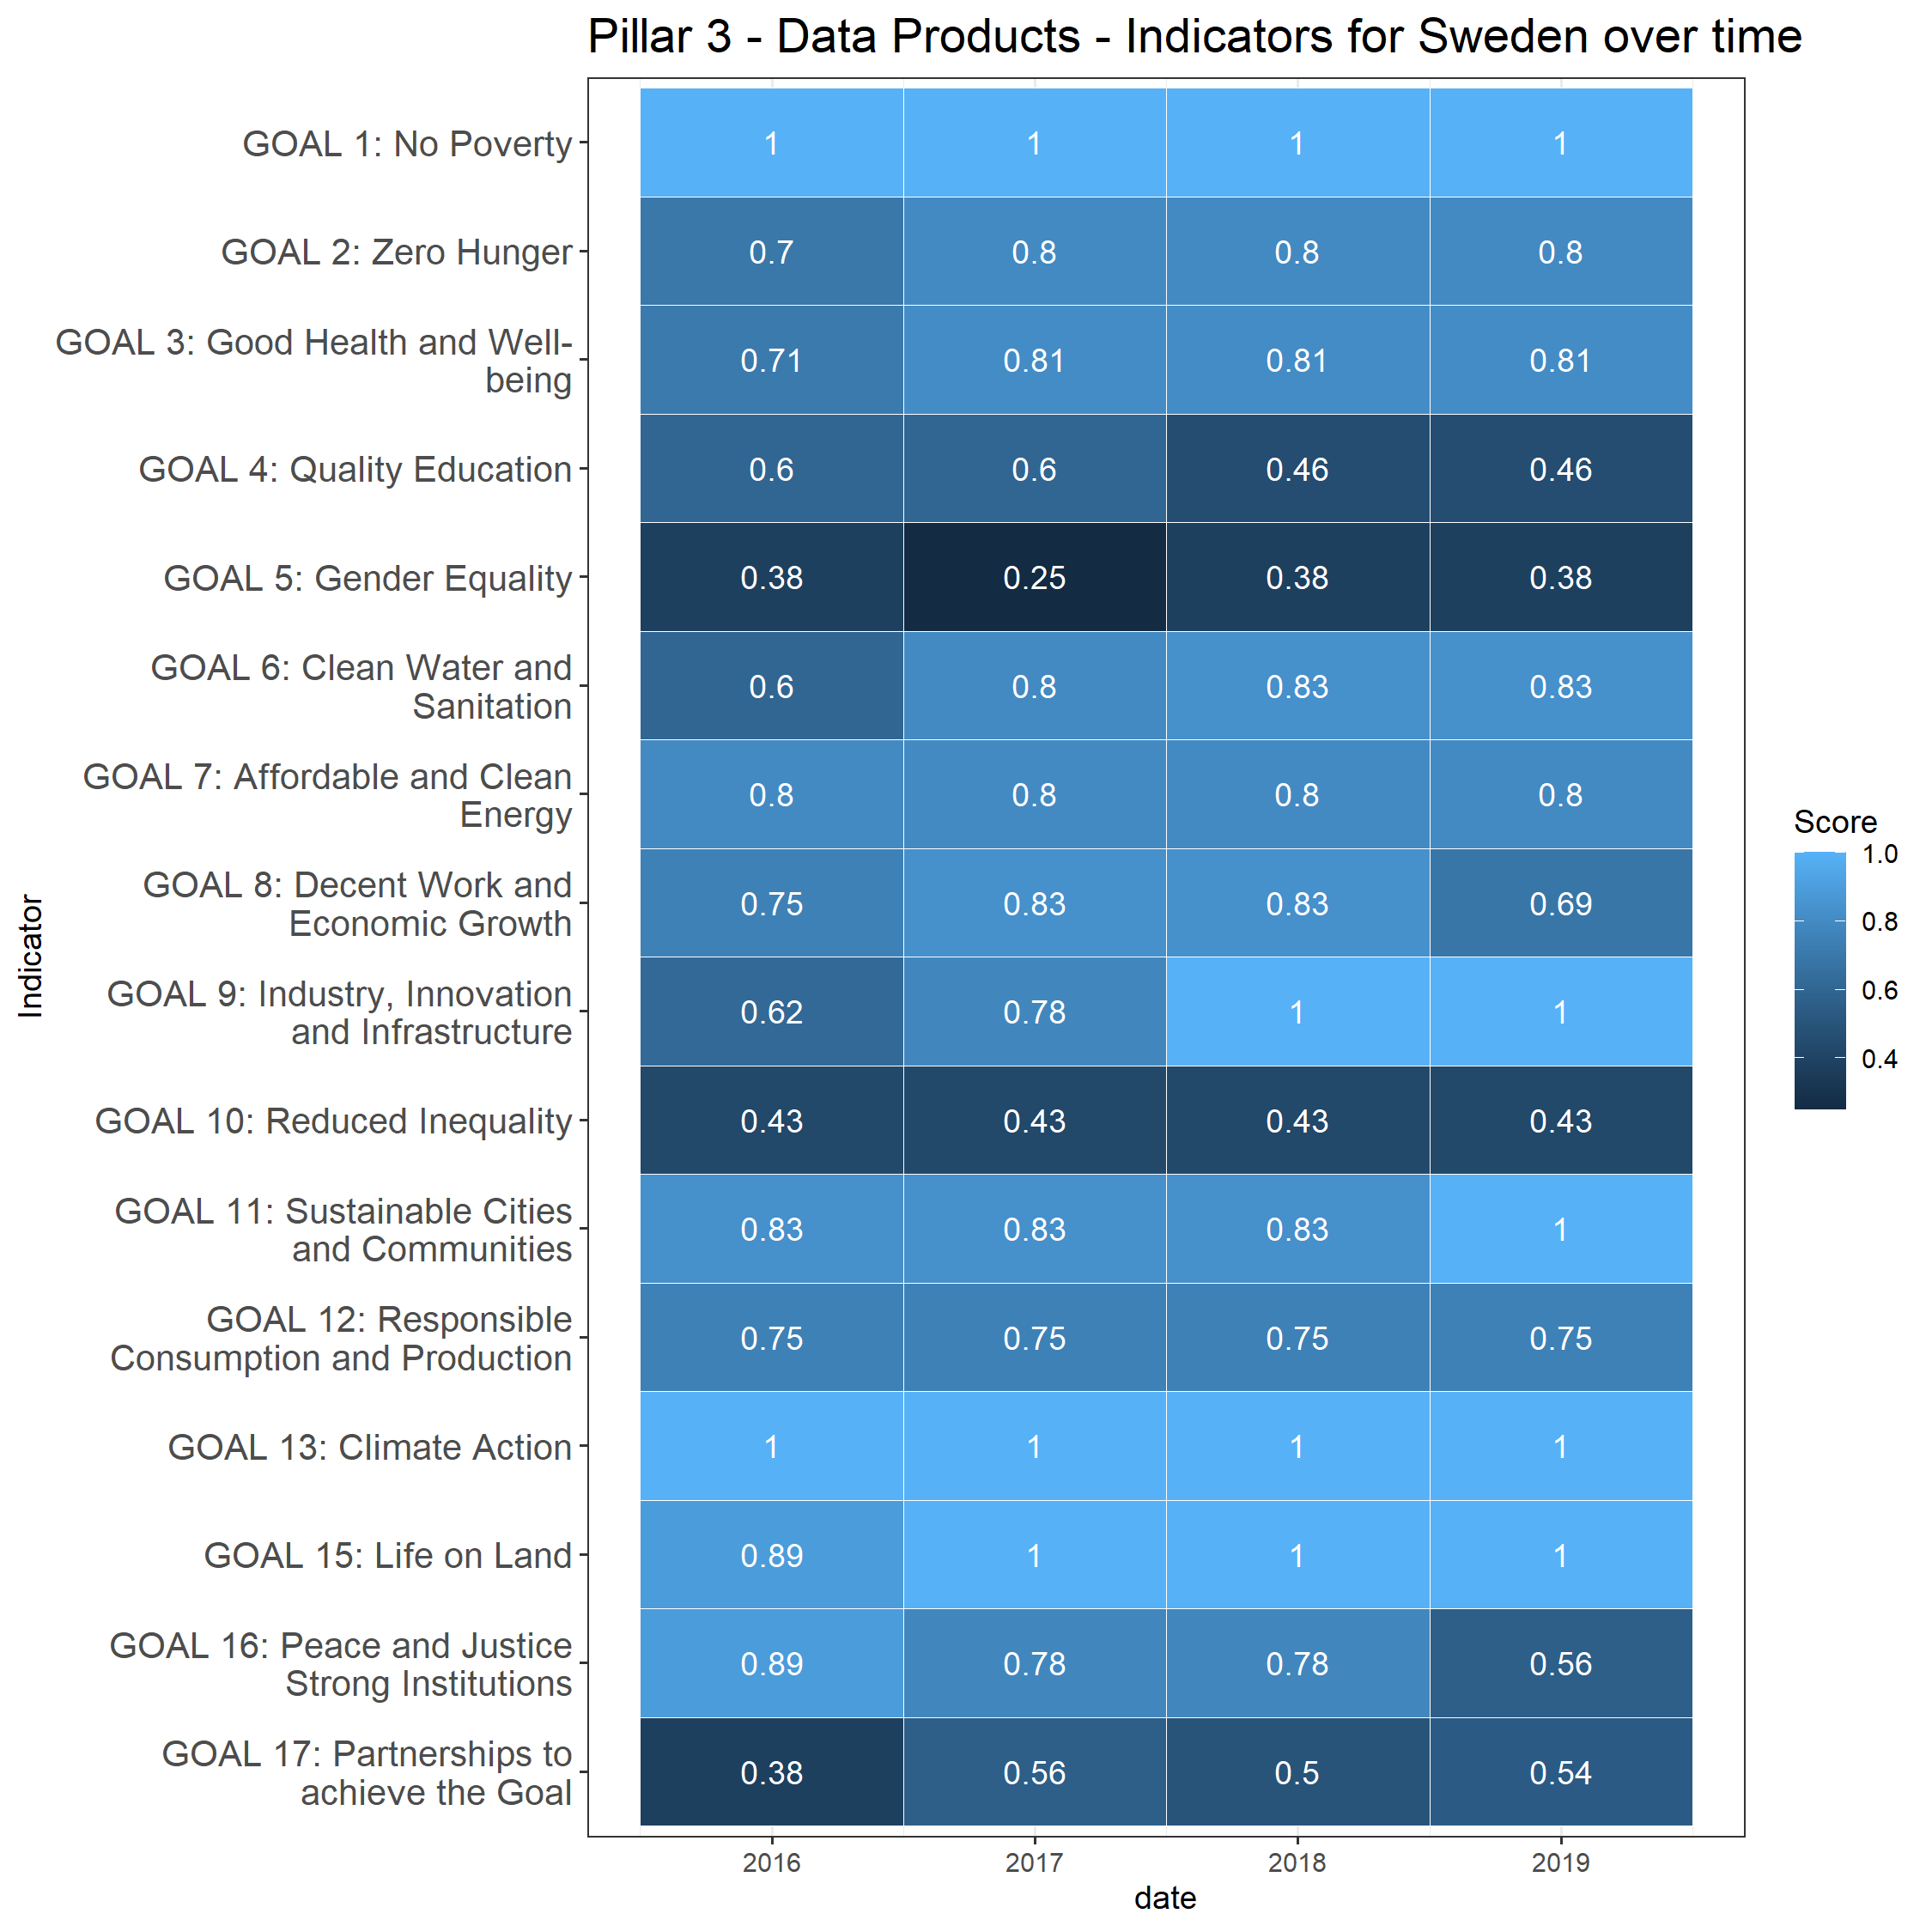 Pillar 3 - Data Products - Indicators for Sweden over time
GOAL 1: No Poverty
1 1 1 1
GOAL 2: Zero Hunger
0.7 0.8 0.8 0.8
GOAL 3: Good Health and Well-
being
0.71 0.81 0.81 0.81
GOAL 4: Quality Education
0.6 0.6 0.46 0.46
GOAL 5: Gender Equality
0.38 0.25 0.38 0.38
GOAL 6: Clean Water and
Sanitation
0.6 0.8 0.83 0.83
GOAL 7: Affordable and Clean
Energy
0.8 0.8 0.8 0.8
GOAL 8: Decent Work and
Economic Growth
0.75 0.83 0.83 0.69
GOAL 9: Industry, Innovation
and Infrastructure
0.62 0.78 1 1
GOAL 10: Reduced Inequality
0.43 0.43 0.43 0.43
GOAL 11: Sustainable Cities
and Communities
0.83 0.83 0.83 1
GOAL 12: Responsible
Consumption and Production
0.75 0.75 0.75 0.75
GOAL 13: Climate Action
1 1 1 1
GOAL 15: Life on Land
0.89 1 1 1
GOAL 16: Peace and Justice
Strong Institutions
0.89 0.78 0.78 0.56
GOAL 17: Partnerships to
achieve the Goal
0.38 0.56 0.5 0.54
2016 2017 2018 2019
date
Indicator
Score
1.0
0.8
0.6
0.4